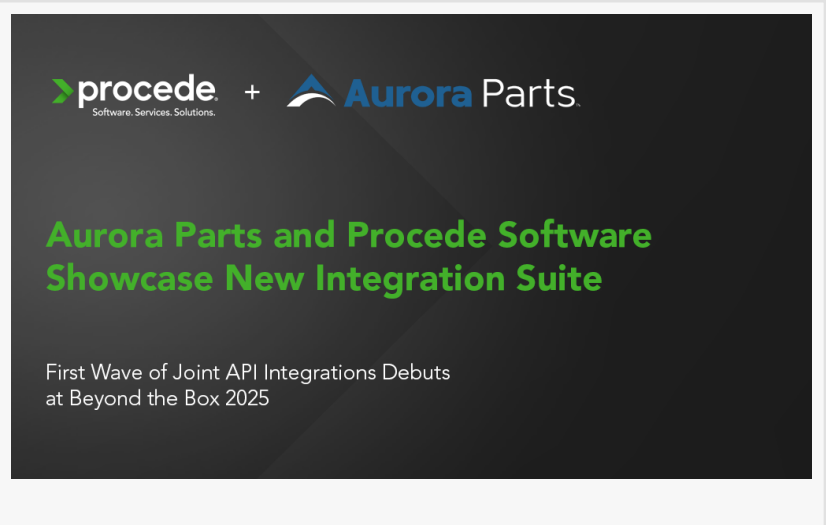 procede
+
Aurora Parts
Software. Services. Solutions.
Aurora Parts and Procede Software
Showcase New Integration Suite
First Wave of Joint API Integrations Debuts
at Beyond the Box 2025